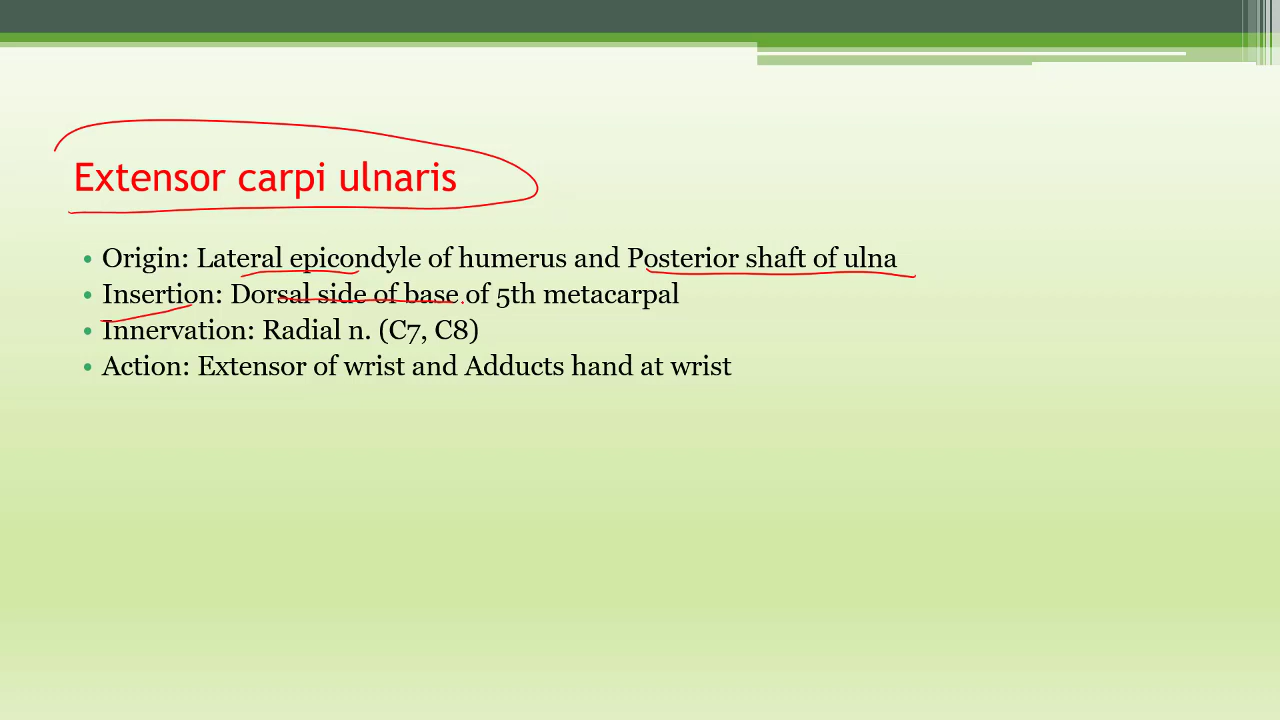 Extensor carpi ulnaris
• Origin: Lateral epicondyle of humerus and Posterior shaft of ulna
• Insertion: Dorsal side of base of 5th metacarpal
• Innervation: Radial n. (C7, C8)
• Action: Extensor of wrist and Adducts hand at wrist